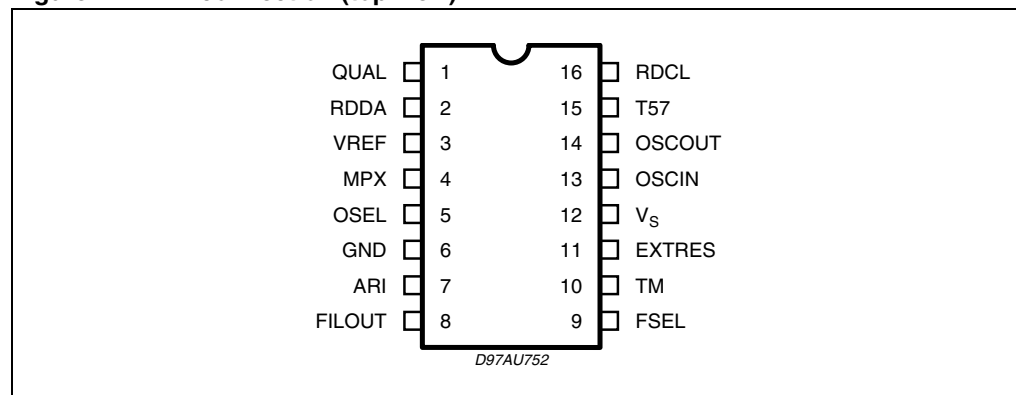 QUAL 1 16 RDCL
RDDA 2 15 T57
VREF 3 14 OSCOUT
MPX 4 13 OSCIN
OSEL 5 12 VS
GND 6 11 EXTRES
ARI 7 10 TM
FILOUT 8 9 FSEL
D97AU752